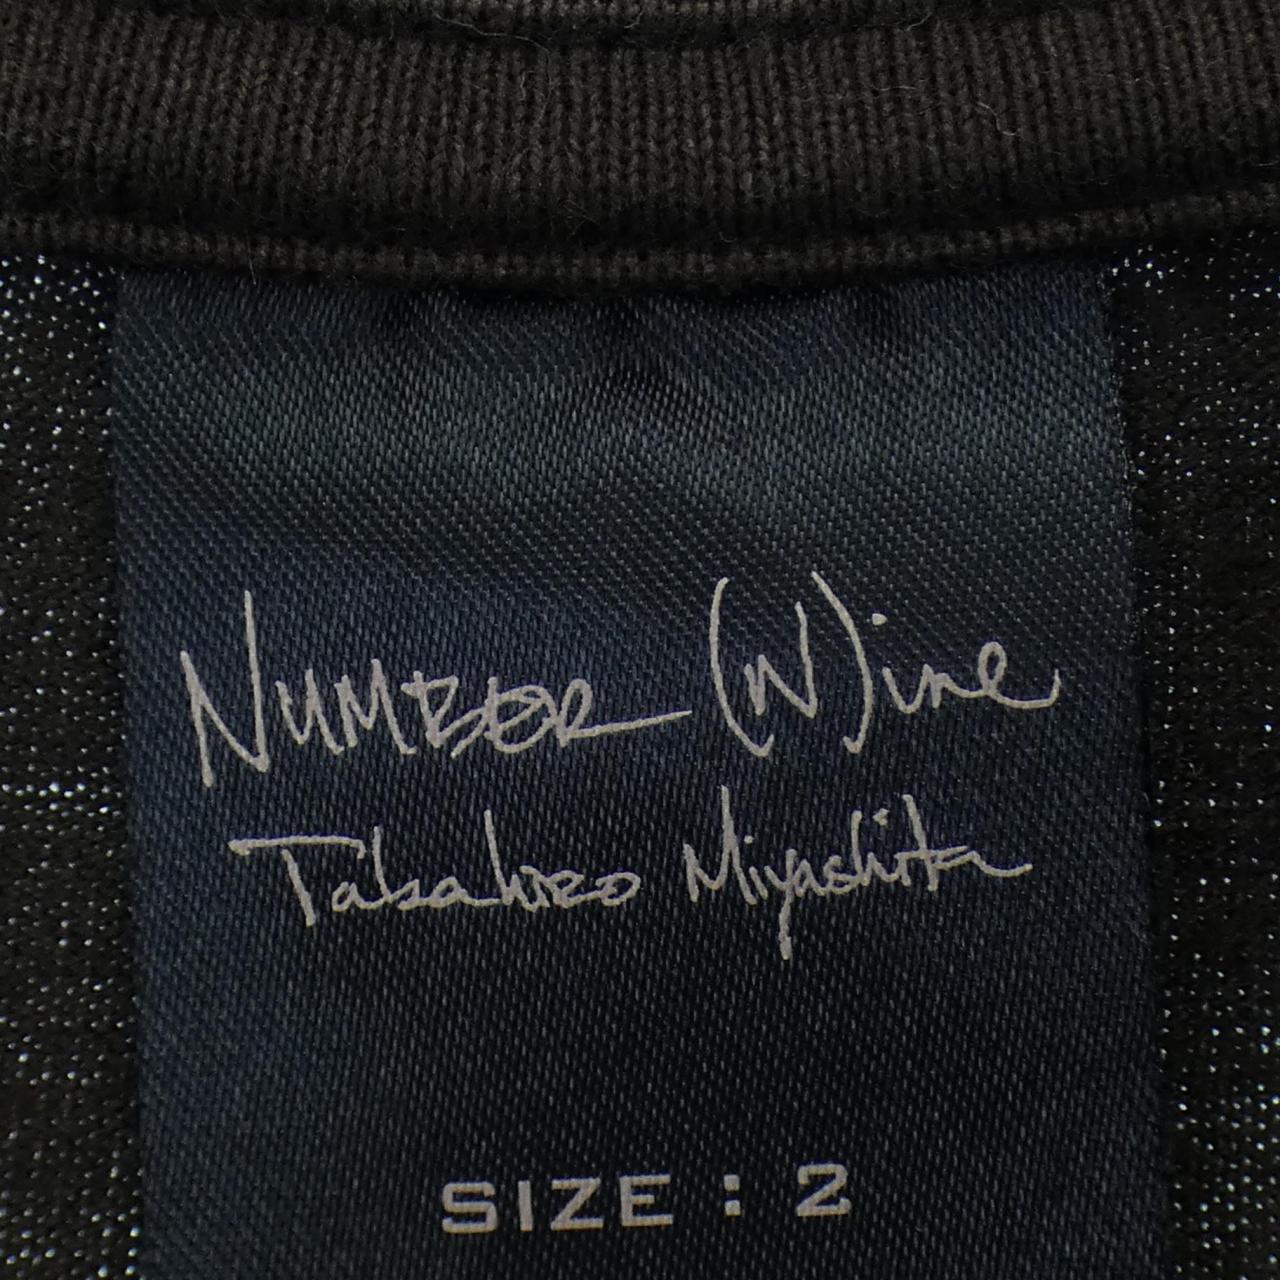 NUMBER (N)ine
Takahiro Miyashita
SIZE : 2